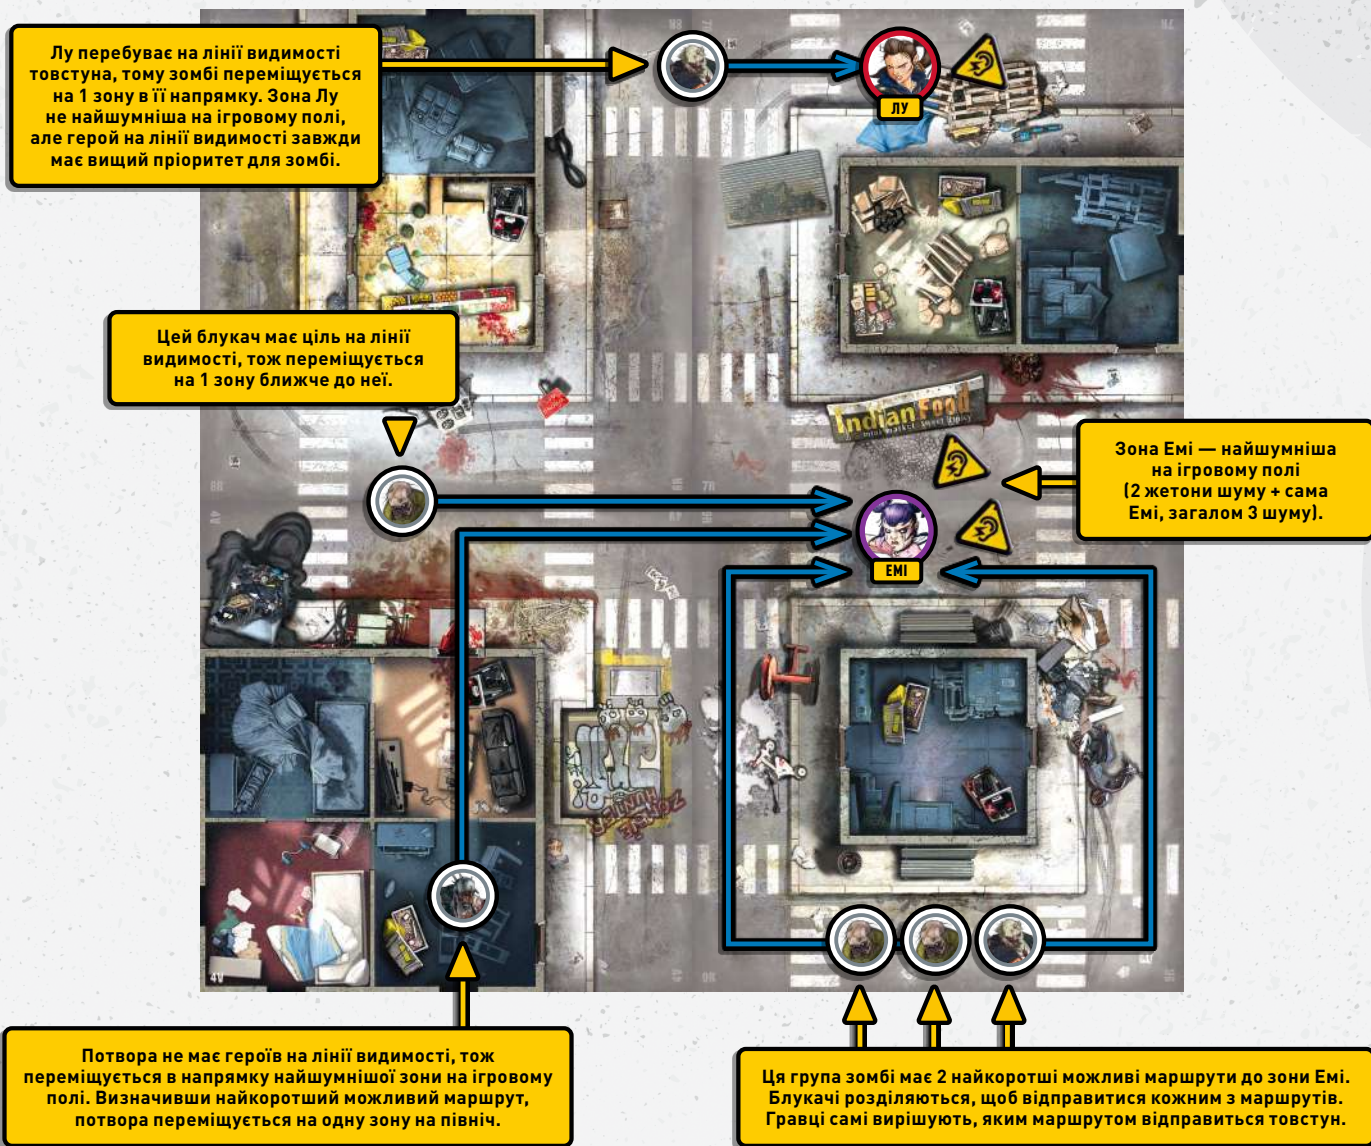 Лу перебуває на лінії видимості
товстуна, тому зомбі переміщується
на 1 зону в її напрямку. Зона Лу
не найшумніша на ігровому полі,
але герой на лінії видимості завжди
має вищий пріоритет для зомбі.
ЛУ
Цей блукач має ціль на лінії
видимості, тож переміщується
на 1 зону ближче до неї.
Indian Food
Зона Емі — найшумніша
на ігровому полі
(2 жетони шуму + сама
Емі, загалом 3 шуму).
ЕМІ
ZOMBIE
HUNTER
4V
Потвора не має героїв на лінії видимості, тож
переміщується в напрямку найшумнішої зони на ігровому
полі. Визначивши найкоротший можливий маршрут,
потвора переміщується на одну зону на північ.
Ця група зомбі має 2 найкоротші можливі маршрути до зони Емі.
Блукачі розділяються, щоб відправитися кожним з маршрутів.
Гравці самі вирішують, яким маршрутом відправиться товстун.